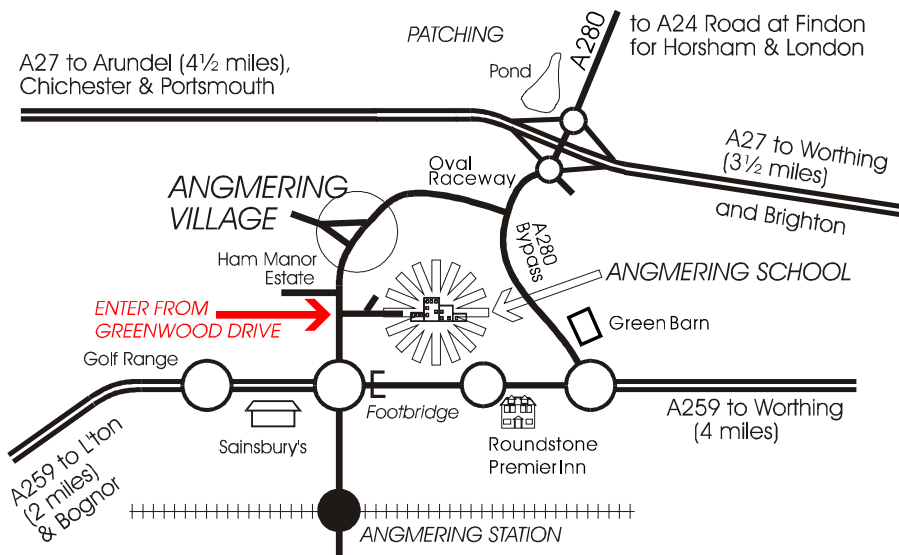 PATCHING
A280
to A24 Road at Findon
for Horsham & London
A27 to Arundel (4½ miles),
Chichester & Portsmouth
Pond
A27 to Worthing
(3½ miles)
and Brighton
Oval
Raceway
ANGMERING
VILLAGE
A280
Bypass
Ham Manor
Estate
ANGMERING SCHOOL
ENTER FROM
GREENWOOD DRIVE
Green Barn
Golf Range
Footbridge
Sainsbury's
Roundstone
PremierInn
A259 to Worthing
(4 miles)
A259 to L'ton
(2 miles)
& Bognor
ANGMERING STATION